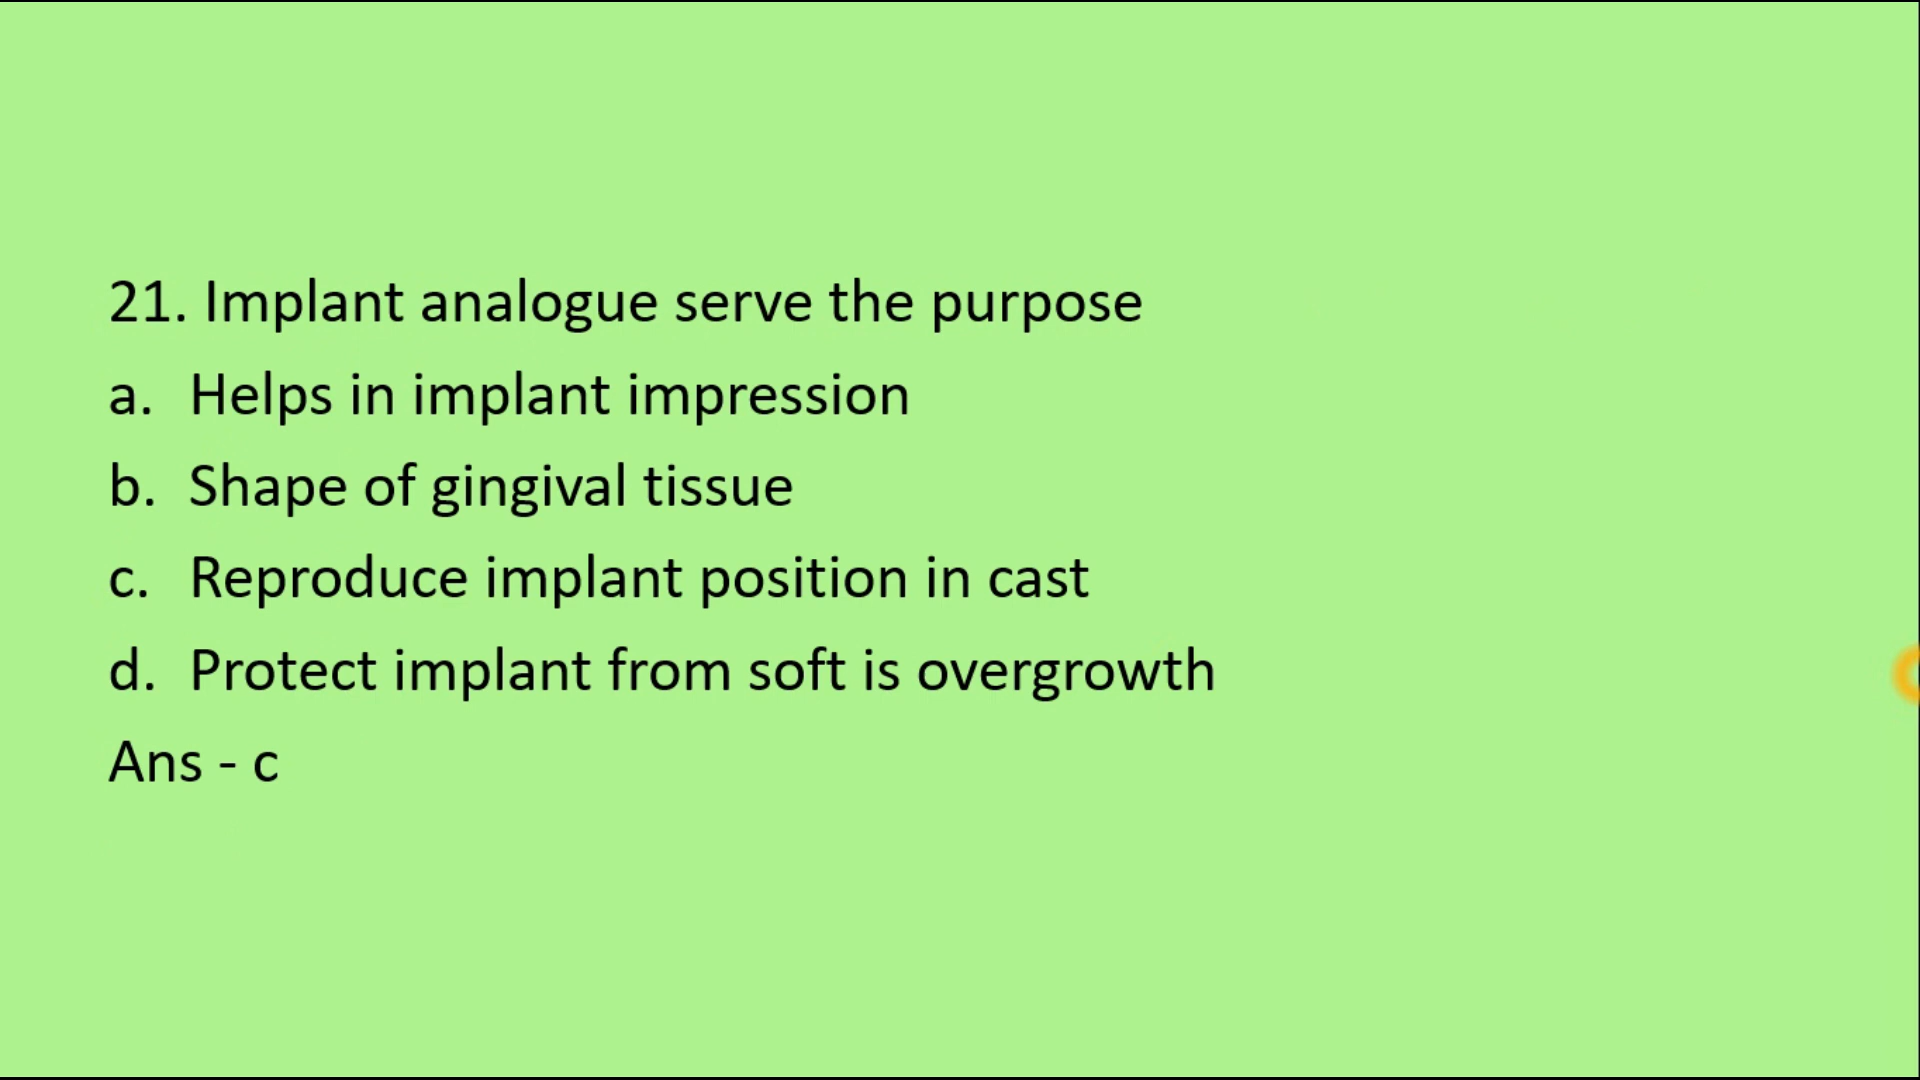 21. Implant analogue serve the purpose
a. Helps in implant impression
b. Shape of gingival tissue
c. Reproduce implant position in cast
d. Protect implant from soft is overgrowth
Ans - c